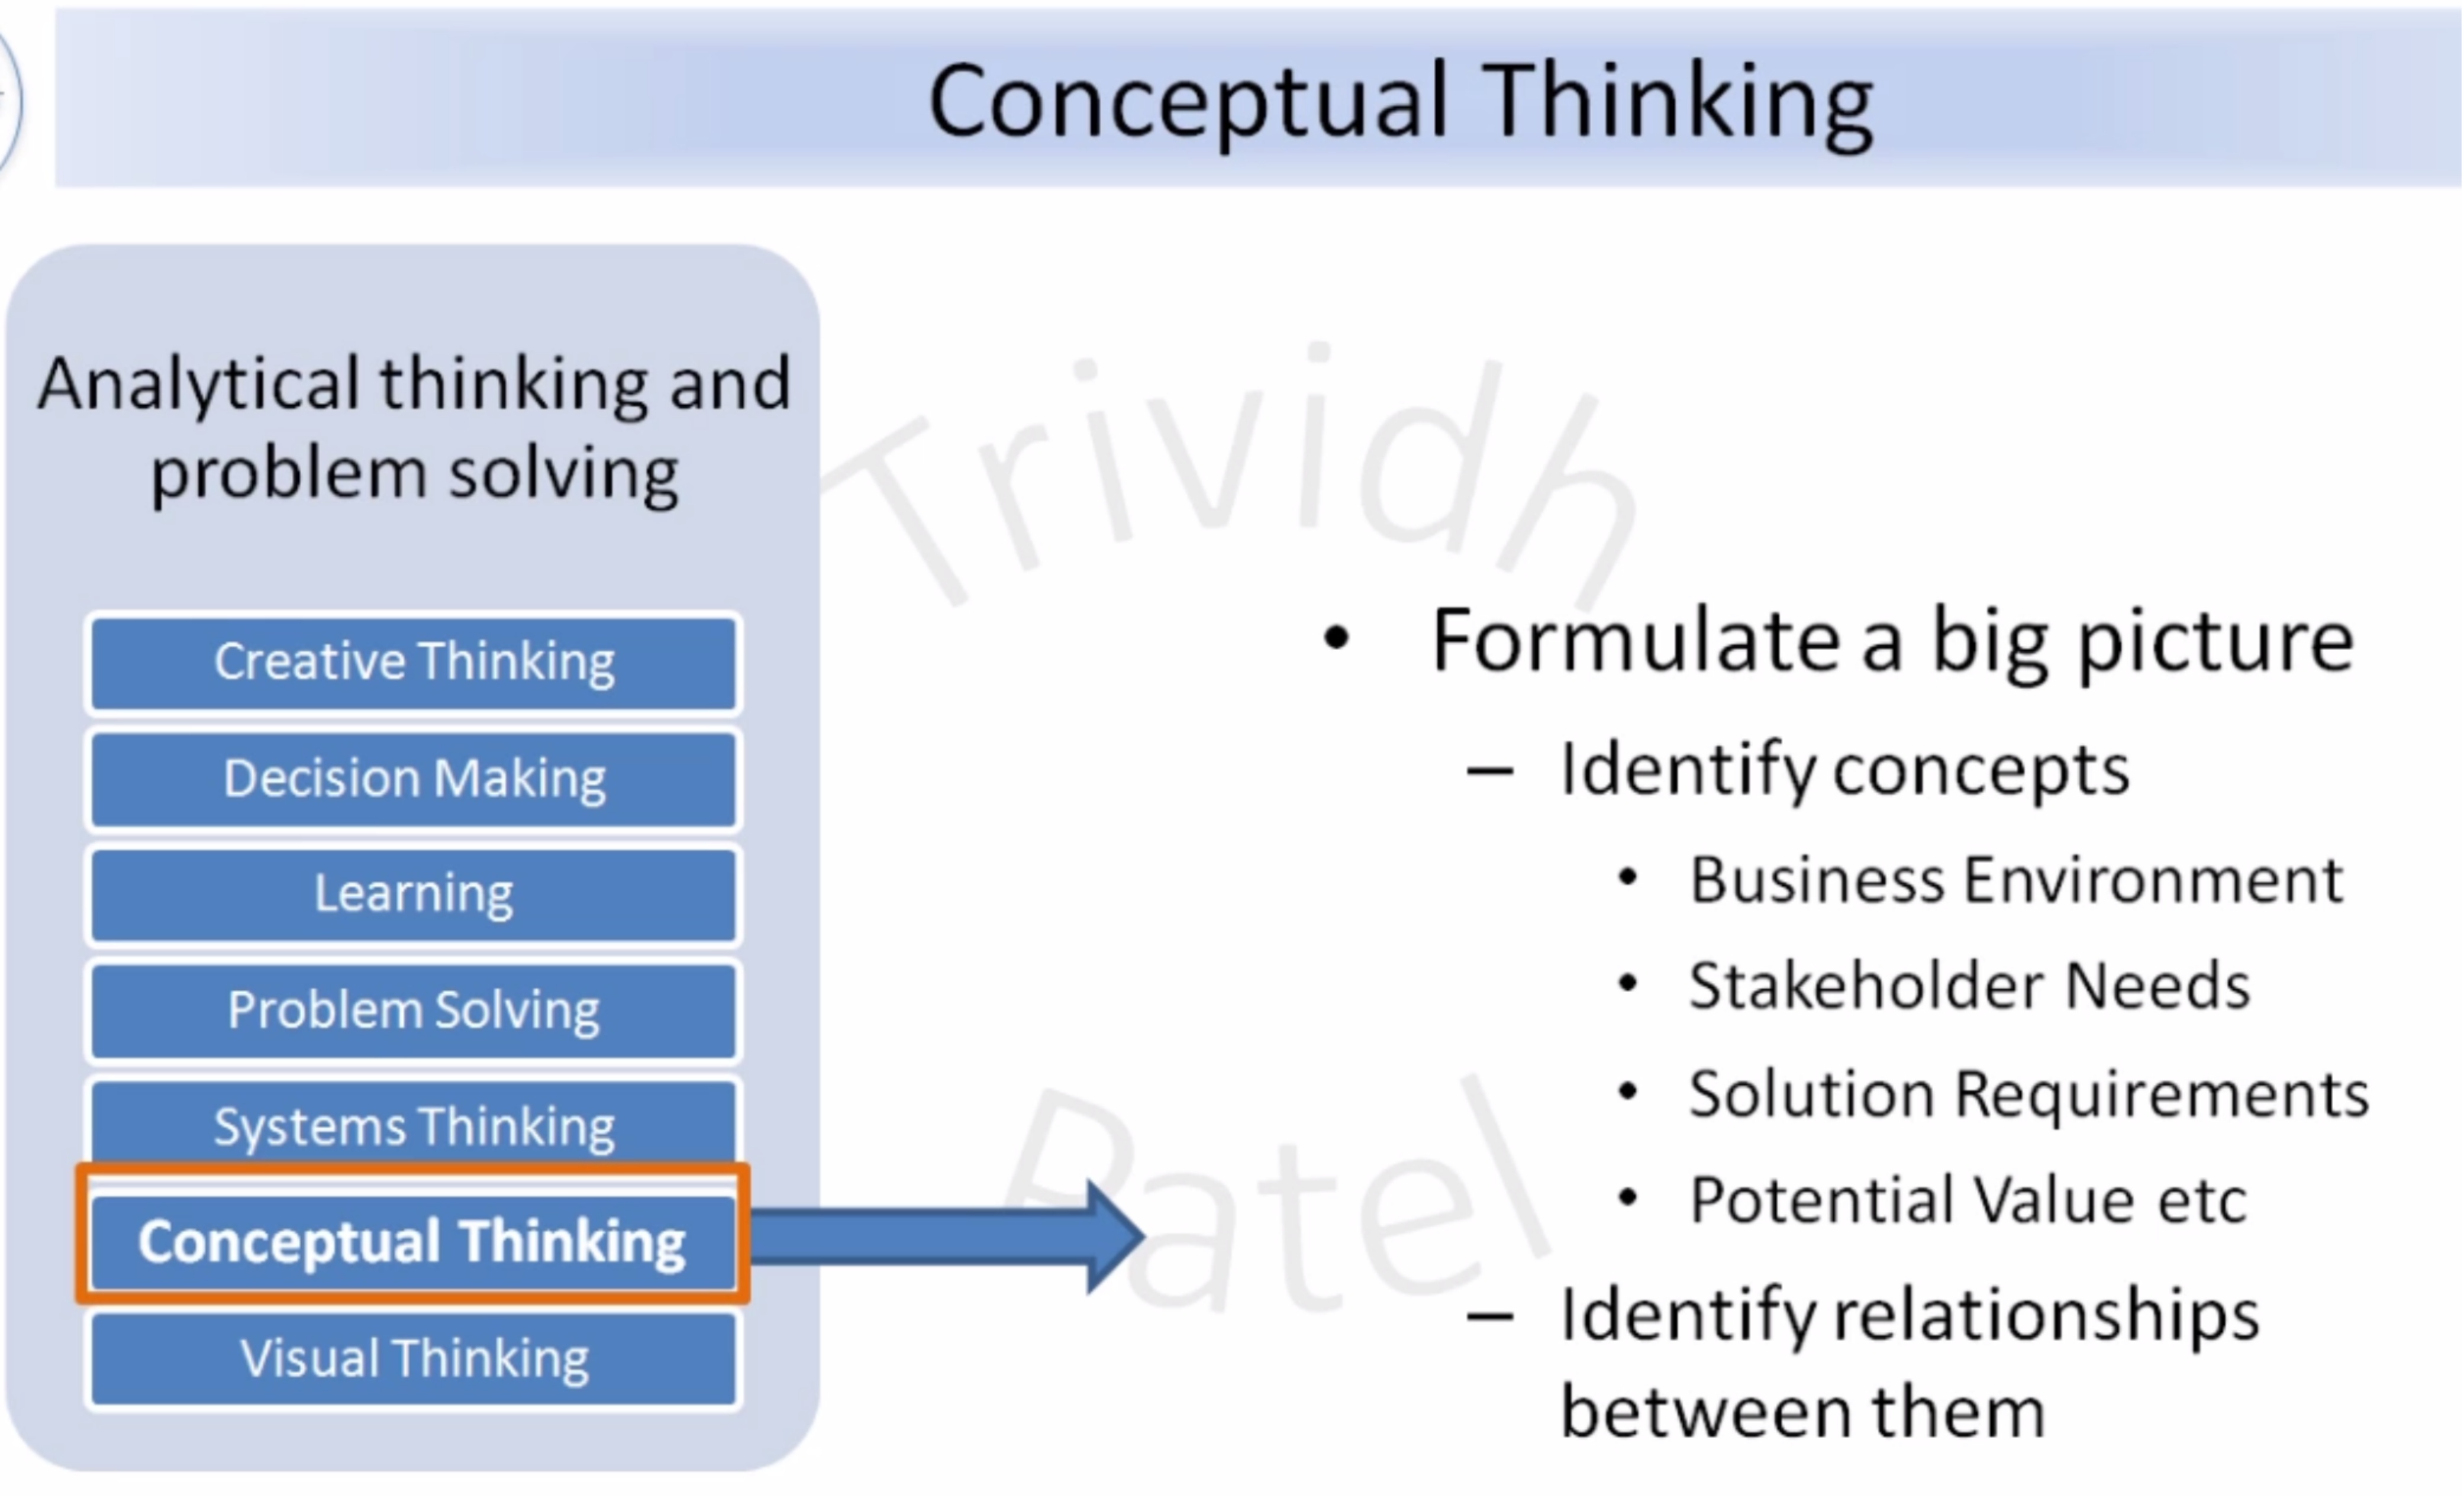 Conceptual Thinking
Analytical thinking and
problem solving
Creative Thinking
Decision Making
Learning
Problem Solving
Systems Thinking
Conceptual Thinking
Visual Thinking
Trividh
Patel
• Formulate a big picture
– Identify concepts
• Business Environment
• Stakeholder Needs
• Solution Requirements
• Potential Value etc
– Identify relationships
between them